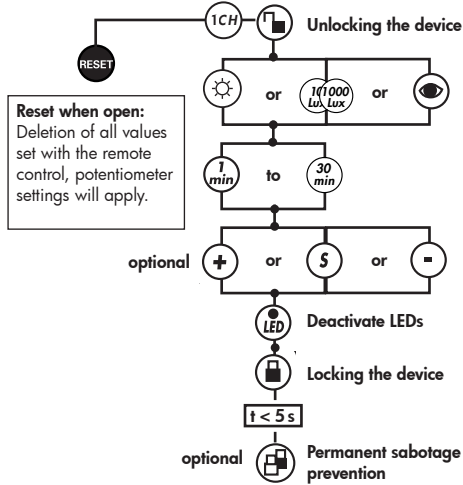 1CH
Unlocking the device
RESET
or
10 Lux
1000 Lux
or
Reset when open:
Deletion of all values
set with the remote
control, potentiometer
settings will apply.
1 min
to
30 min
optional
+
or
S
or
-
LED
Deactivate LEDs
Locking the device
t < 5 s
optional
Permanent sabotage
prevention